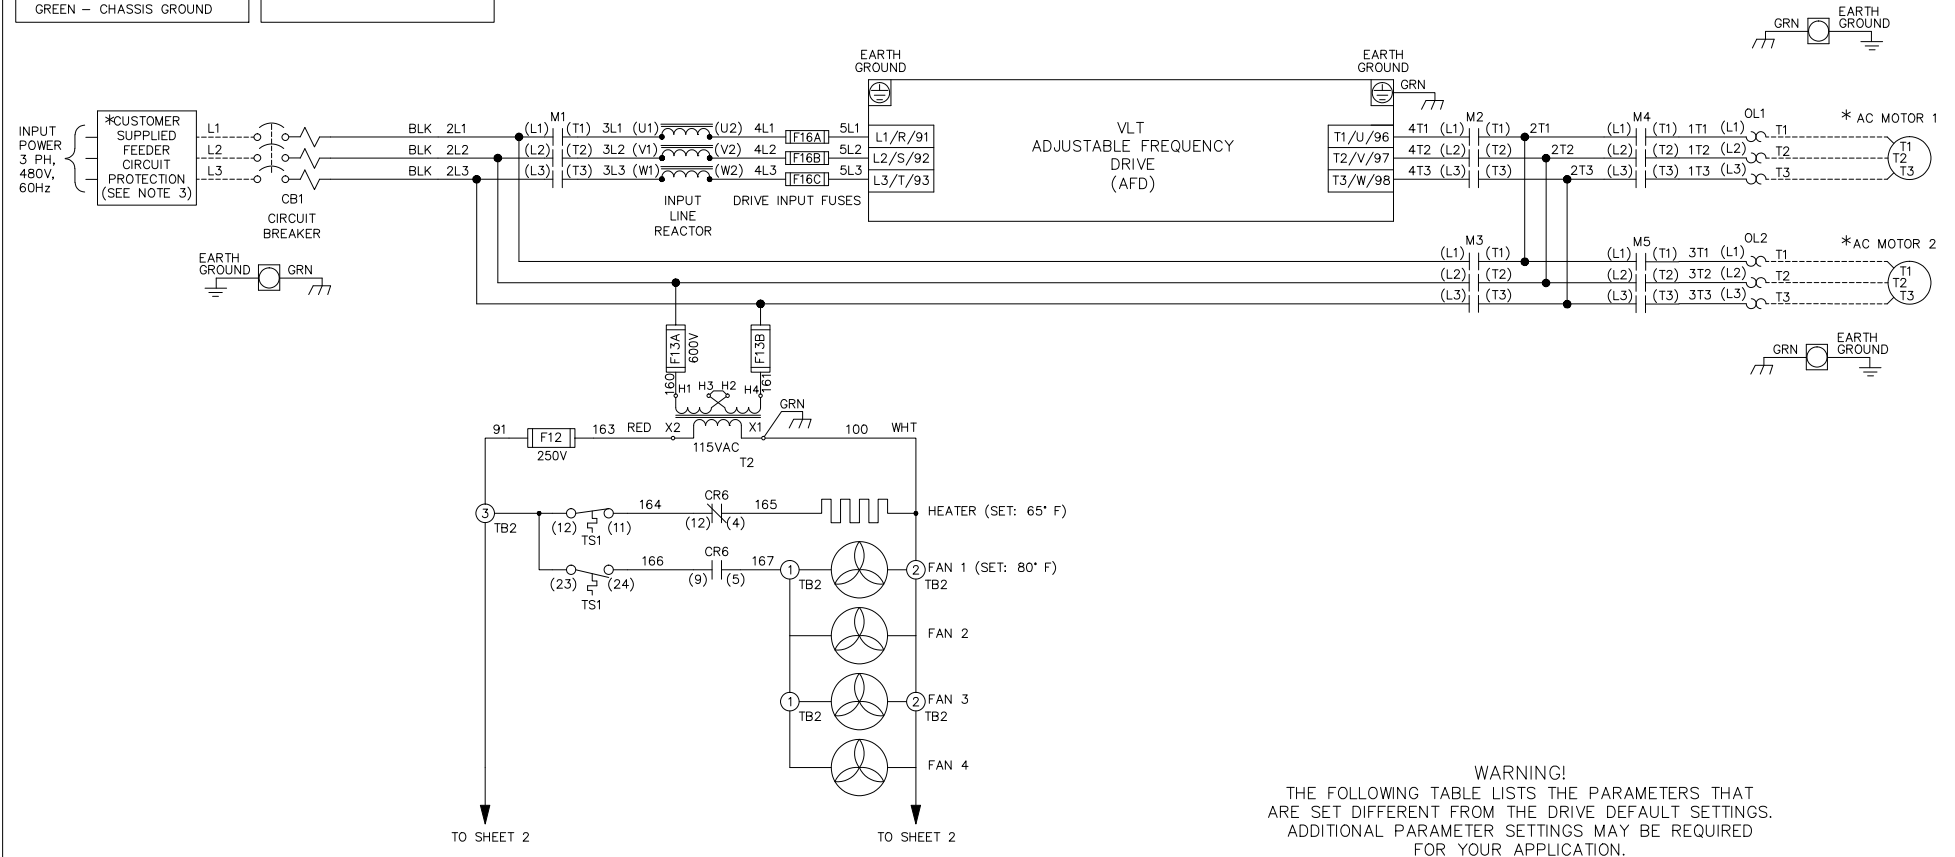 GREEN – CHASSIS GROUND
EARTH
GROUND
GRN
EARTH
GROUND
EARTH
GROUND
GRN
INPUT
POWER
3 PH,
480V,
60Hz
*CUSTOMER
SUPPLIED
FEEDER
CIRCUIT
PROTECTION
(SEE NOTE 3)
L1
L2
L3
CB1
CIRCUIT
BREAKER
BLK 2L1
BLK 2L2
BLK 2L3
M1
(L1) (T1) 3L1 (U1) (U2) 4L1 F16A 5L1
(L2) (T2) 3L2 (V1) (V2) 4L2 F16B 5L2
(L3) (T3) 3L3 (W1) (W2) 4L3 F16C 5L3
INPUT
LINE
REACTOR
DRIVE INPUT FUSES
L1/R/91
L2/S/92
L3/T/93
VLT
ADJUSTABLE FREQUENCY
DRIVE
(AFD)
T1/U/96
T2/V/97
T3/W/98
M2
4T1 (L1) (T1) 2T1
4T2 (L2) (T2) 2T2
4T3 (L3) (T3) 2T3
M4
(L1) (T1) 1T1 (L1) T1
(L2) (T2) 1T2 (L2) T2
(L3) (T3) 1T3 (L3) T3
OL1
* AC MOTOR 1
T1
T2
T3
EARTH
GROUND
GRN
M3
(L1) (T1)
(L2) (T2)
(L3) (T3)
M5
(L1) (T1) 3T1 (L1) T1
(L2) (T2) 3T2 (L2) T2
(L3) (T3) 3T3 (L3) T3
OL2
*AC MOTOR 2
T1
T2
T3
GRN
EARTH
GROUND
F13A
600V
F13B
160
161
H1 H3 H2 H4
GRN
91 F12 163 RED X2 X1 100 WHT
250V
115VAC
T2
3
TB2
(12) (11)
TS1
164
CR6
(12) (4)
165
HEATER (SET: 65° F)
(23) (24)
TS1
166
CR6
(9) (5)
167
1
TB2
2
TB2
FAN 1 (SET: 80° F)
FAN 2
1
TB2
2
TB2
FAN 3
FAN 4
TO SHEET 2
TO SHEET 2
WARNING!
THE FOLLOWING TABLE LISTS THE PARAMETERS THAT
ARE SET DIFFERENT FROM THE DRIVE DEFAULT SETTINGS.
ADDITIONAL PARAMETER SETTINGS MAY BE REQUIRED
FOR YOUR APPLICATION.